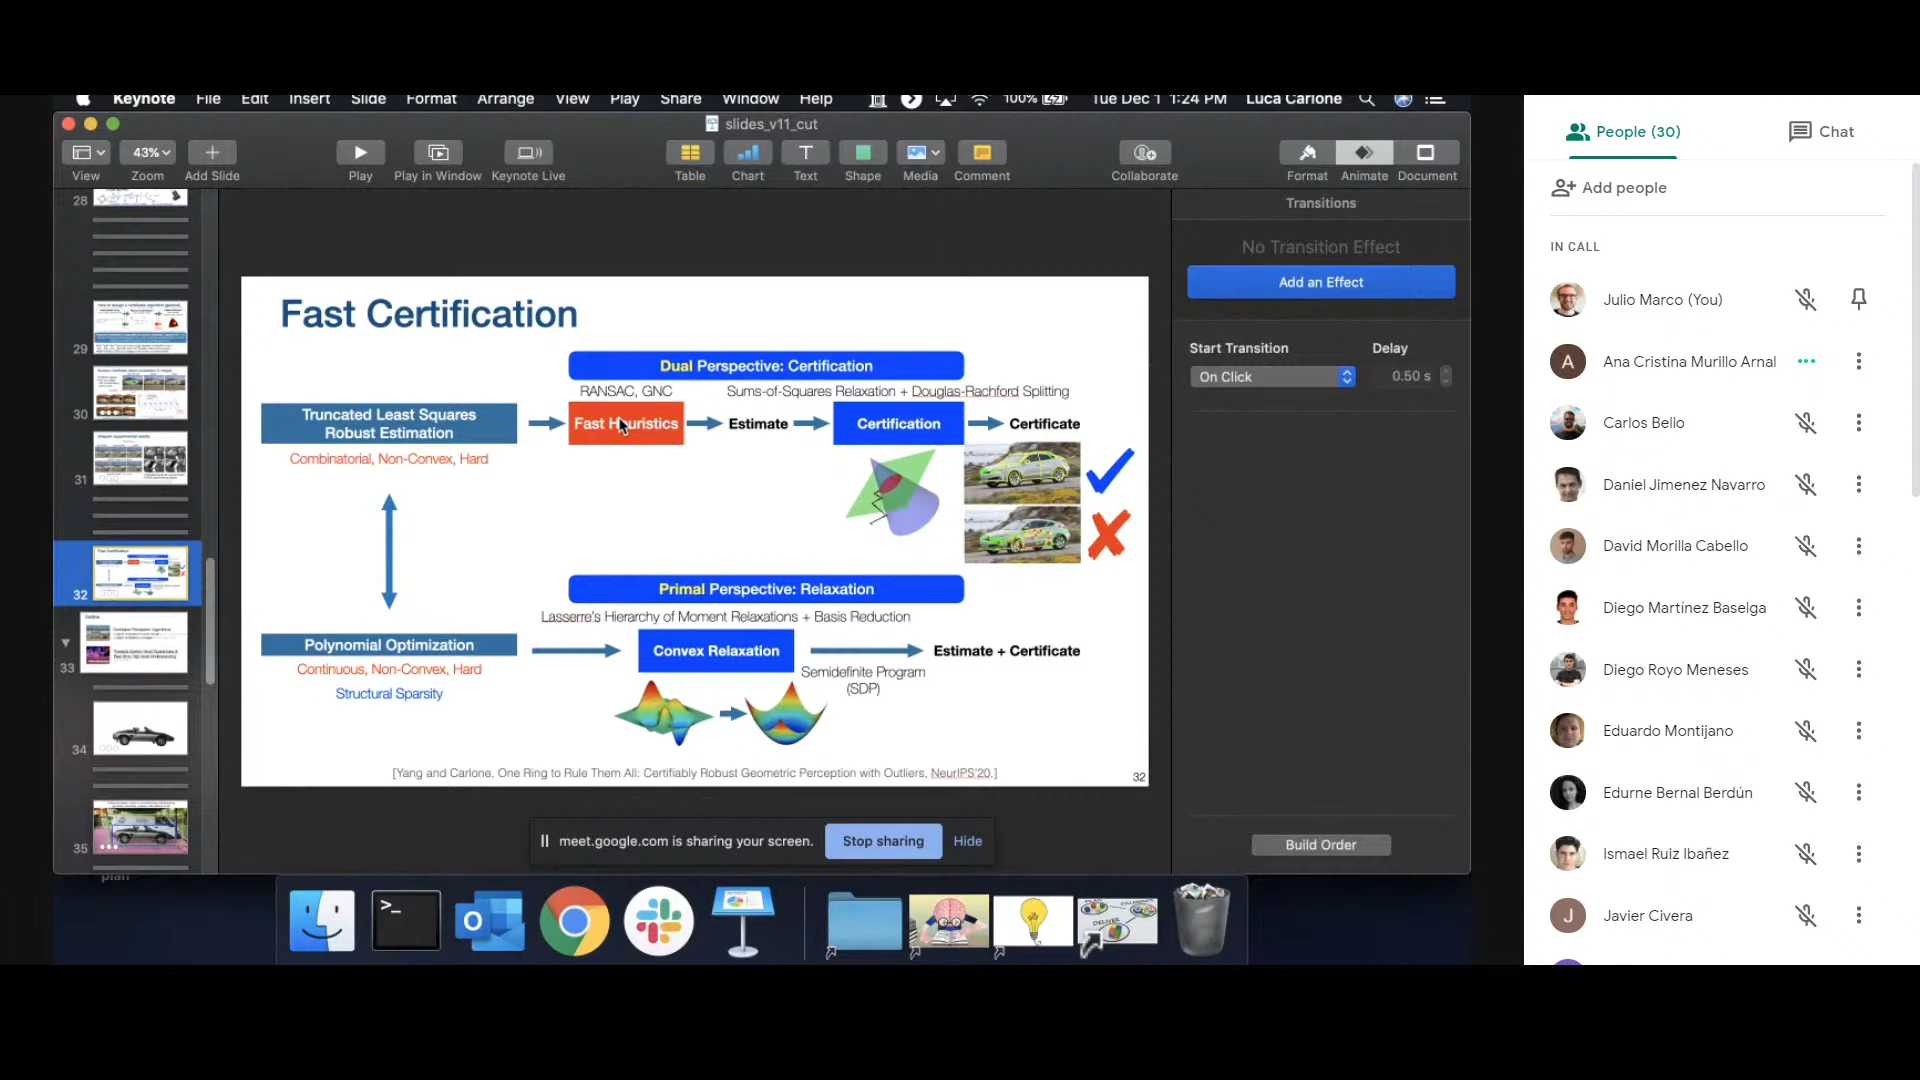 Keynote File Edit Insert Slide Format Arrange View Play Share Window Help 100% Tue Dec 1 1:24 PM Luca Carlone
slides_v11_cut
43%
View Zoom Add Slide Play Play in Window Keynote Live Table Chart Text Shape Media Comment Collaborate Format Animate Document
28
29
30
31
32
33
34
35
Fast Certification
Dual Perspective: Certification
RANSAC, GNC
Sums-of-Squares Relaxation + Douglas-Rachford Splitting
Truncated Least Squares
Robust Estimation
Fast Heuristics
Estimate
Certification
Certificate
Combinatorial, Non-Convex, Hard
Primal Perspective: Relaxation
Lasserre's Hierarchy of Moment Relaxations + Basis Reduction
Polynomial Optimization
Convex Relaxation
Estimate + Certificate
Continuous, Non-Convex, Hard
Structural Sparsity
Semidefinite Program
(SDP)
[Yang and Carlone, One Ring to Rule Them All: Certifiably Robust Geometric Perception with Outliers, NeurIPS'20.]
32
Transitions
No Transition Effect
Add an Effect
Start Transition
Delay
On Click
0.50 s
Build Order
meet.google.com is sharing your screen.
Stop sharing
Hide
plan
People (30)
Chat
Add people
IN CALL
Julio Marco (You)
A
Ana Cristina Murillo Arnal
Carlos Bello
Daniel Jimenez Navarro
David Morilla Cabello
Diego Martínez Baselga
Diego Royo Meneses
Eduardo Montijano
Edurne Bernal Berdún
Ismael Ruiz Ibañez
J
Javier Civera